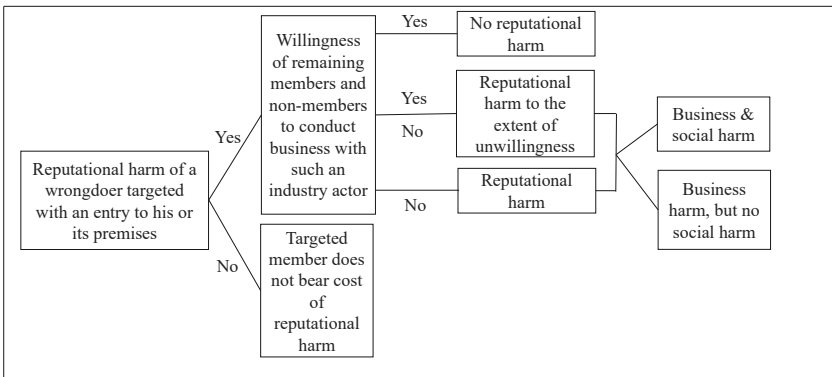 Reputational harm of a
wrongdoer targeted
with an entry to his or
its premises
Yes
No
Willingness
of remaining
members and
non-members
to conduct
business with
such an
industry actor
Targeted
member does
not bear cost
of
reputational
harm
Yes
Yes
No
No
No reputational
harm
Reputational
harm to the
extent of
unwillingness
Reputational
harm
Business &
social harm
Business
harm, but no
social harm